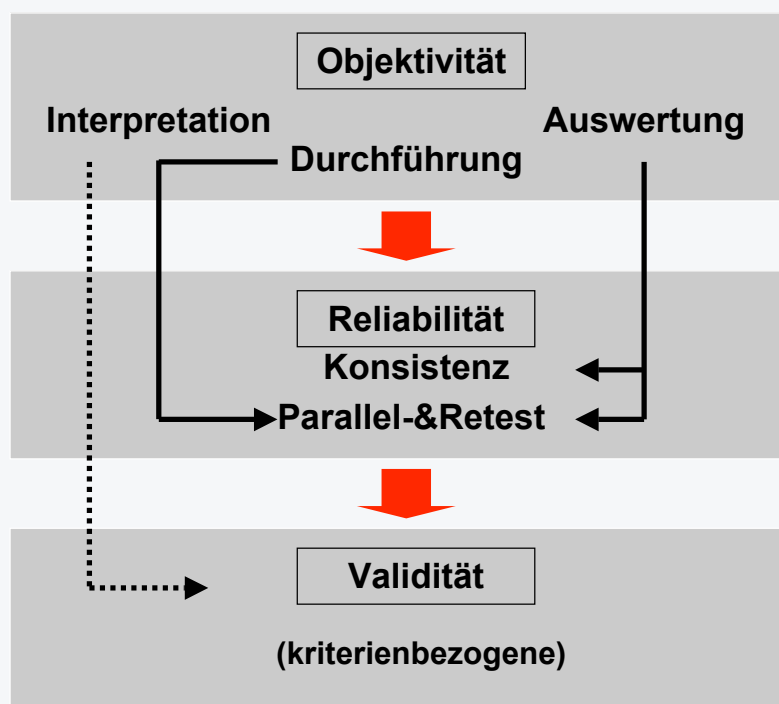 Objektivität
Interpretation
Auswertung
Durchführung
Reliabilität
Konsistenz
Parallel-&Retest
Validität
(kriterienbezogene)